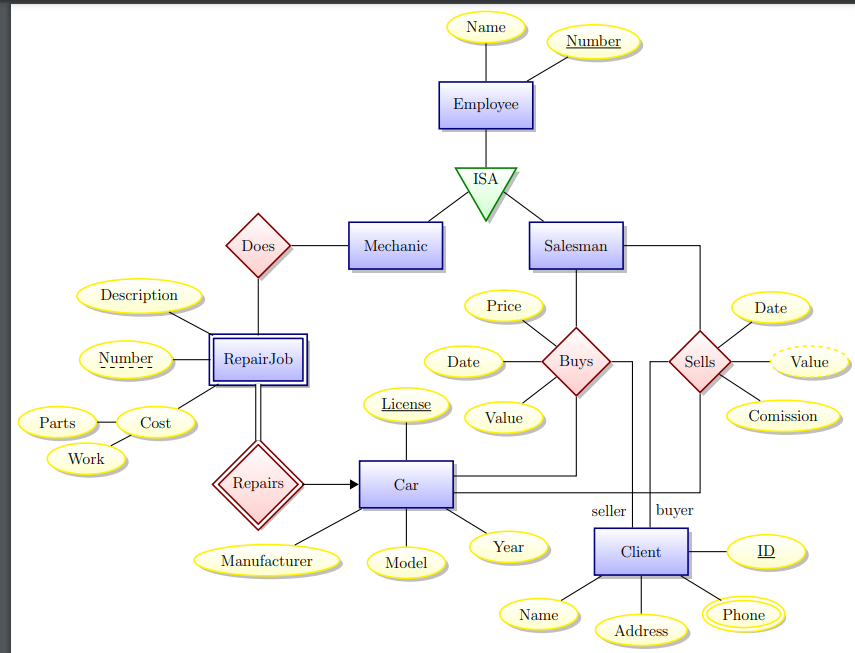 Name
Number
Employee
ISA
Does
Mechanic
Salesman
Description
Price
Date
Number
RepairJob
Date
Buys
Sells
Value
License
Value
Comission
Parts
Cost
Work
Repairs
Car
seller
buyer
Manufacturer
Model
Year
Client
ID
Name
Address
Phone